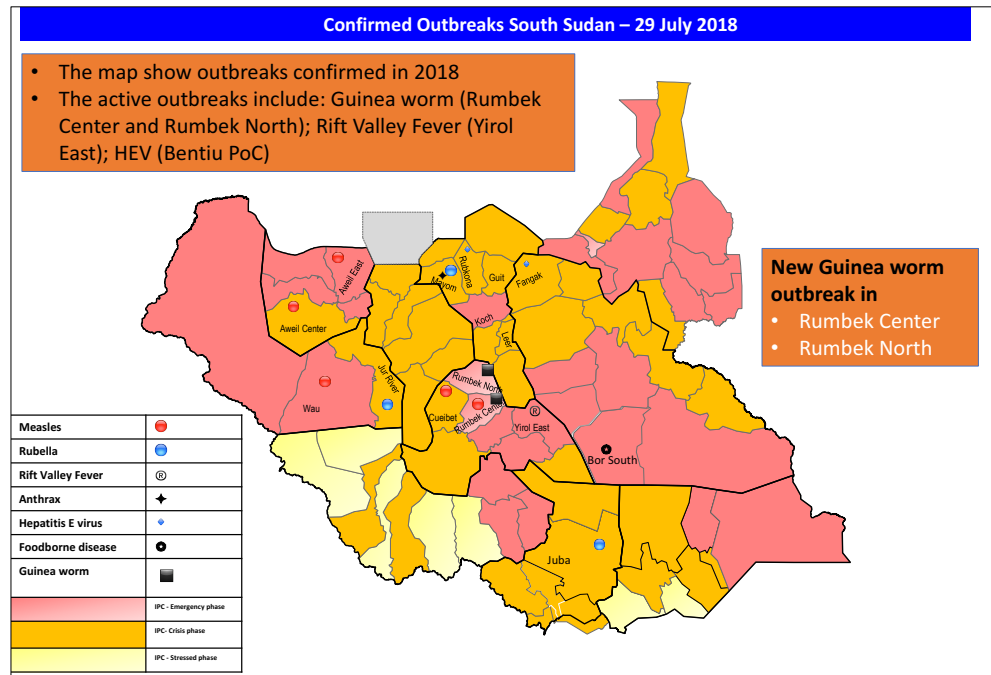 Confirmed Outbreaks South Sudan – 29 July 2018
• The map show outbreaks confirmed in 2018
• The active outbreaks include: Guinea worm (Rumbek
Center and Rumbek North); Rift Valley Fever (Yirol
East); HEV (Bentiu PoC)
New Guinea worm
outbreak in
• Rumbek Center
• Rumbek North
Aweil East
Aweil Center
Mayom
Rubkona
Guit
Fangak
Koch
Leer
Jur River
Wau
Rumbek North
Cueibet
Rumbek Center
® 
Yirol East
Bor South
Juba
Measles
Rubella
Rift Valley Fever ®
Anthrax
Hepatitis E virus
Foodborne disease
Guinea worm
IPC - Emergency phase
IPC- Crisis phase
IPC - Stressed phase